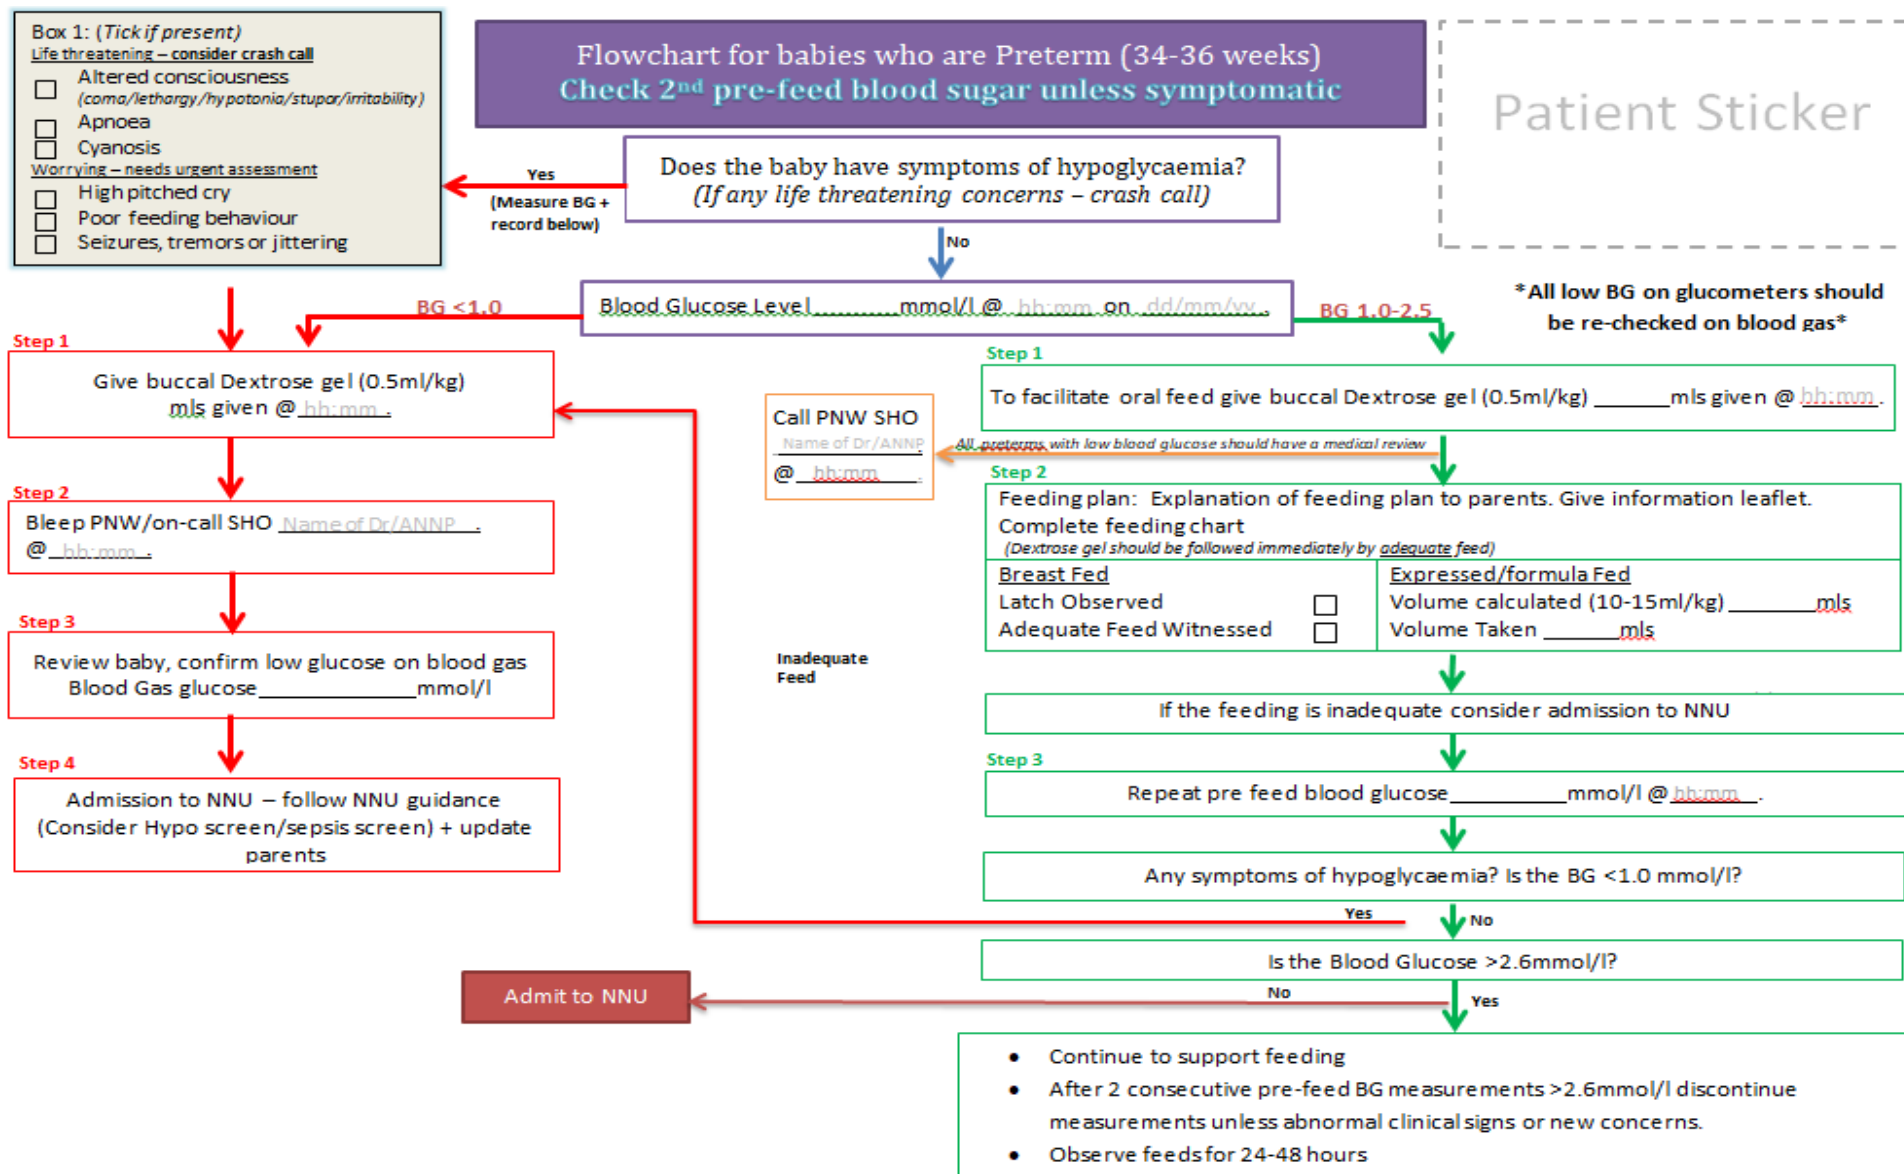 Box 1: (Tick if present)
Life threatening – consider crash call
Altered consciousness
(coma/lethargy/hypotonia/stupor/irritability)
Apnoea
Cyanosis
Worrying – needs urgent assessment
High pitched cry
Poor feeding behaviour
Seizures, tremors or jittering
Flowchart for babies who are Preterm (34-36 weeks)
Check 2nd pre-feed blood sugar unless symptomatic
Patient Sticker
Does the baby have symptoms of hypoglycaemia?
(If any life threatening concerns – crash call)
Yes
(Measure BG +
record below)
No
BG <1.0
Blood Glucose Level__________mmol/l @ hh:mm on dd/mm/yy.
BG 1.0-2.5
*All low BG on glucometers should
be re-checked on blood gas*
Step 1
Give buccal Dextrose gel (0.5ml/kg)
mls given @ hh:mm .
Step 2
Bleep PNW/on-call SHO Name of Dr/ANNP .
@ hh:mm .
Step 3
Review baby, confirm low glucose on blood gas
Blood Gas glucose______________mmol/l
Step 4
Admission to NNU – follow NNU guidance
(Consider Hypo screen/sepsis screen) + update
parents
Call PNW SHO
Name of Dr/ANNP
@ hh:mm .
All preterms with low blood glucose should have a medical review
Inadequate
Feed
Step 1
To facilitate oral feed give buccal Dextrose gel (0.5ml/kg) _______mls given @ hh:mm .
Step 2
Feeding plan: Explanation of feeding plan to parents. Give information leaflet.
Complete feeding chart
(Dextrose gel should be followed immediately by adequate feed)
Breast Fed
Latch Observed
Adequate Feed Witnessed
Expressed/formula Fed
Volume calculated (10-15ml/kg) ________mls
Volume Taken _______mls
If the feeding is inadequate consider admission to NNU
Step 3
Repeat pre feed blood glucose___________mmol/l @ hh:mm .
Any symptoms of hypoglycaemia? Is the BG <1.0 mmol/l?
Yes
No
Is the Blood Glucose >2.6mmol/l?
No
Yes
Admit to NNU
• Continue to support feeding
• After 2 consecutive pre-feed BG measurements >2.6mmol/l discontinue
measurements unless abnormal clinical signs or new concerns.
• Observe feeds for 24-48 hours